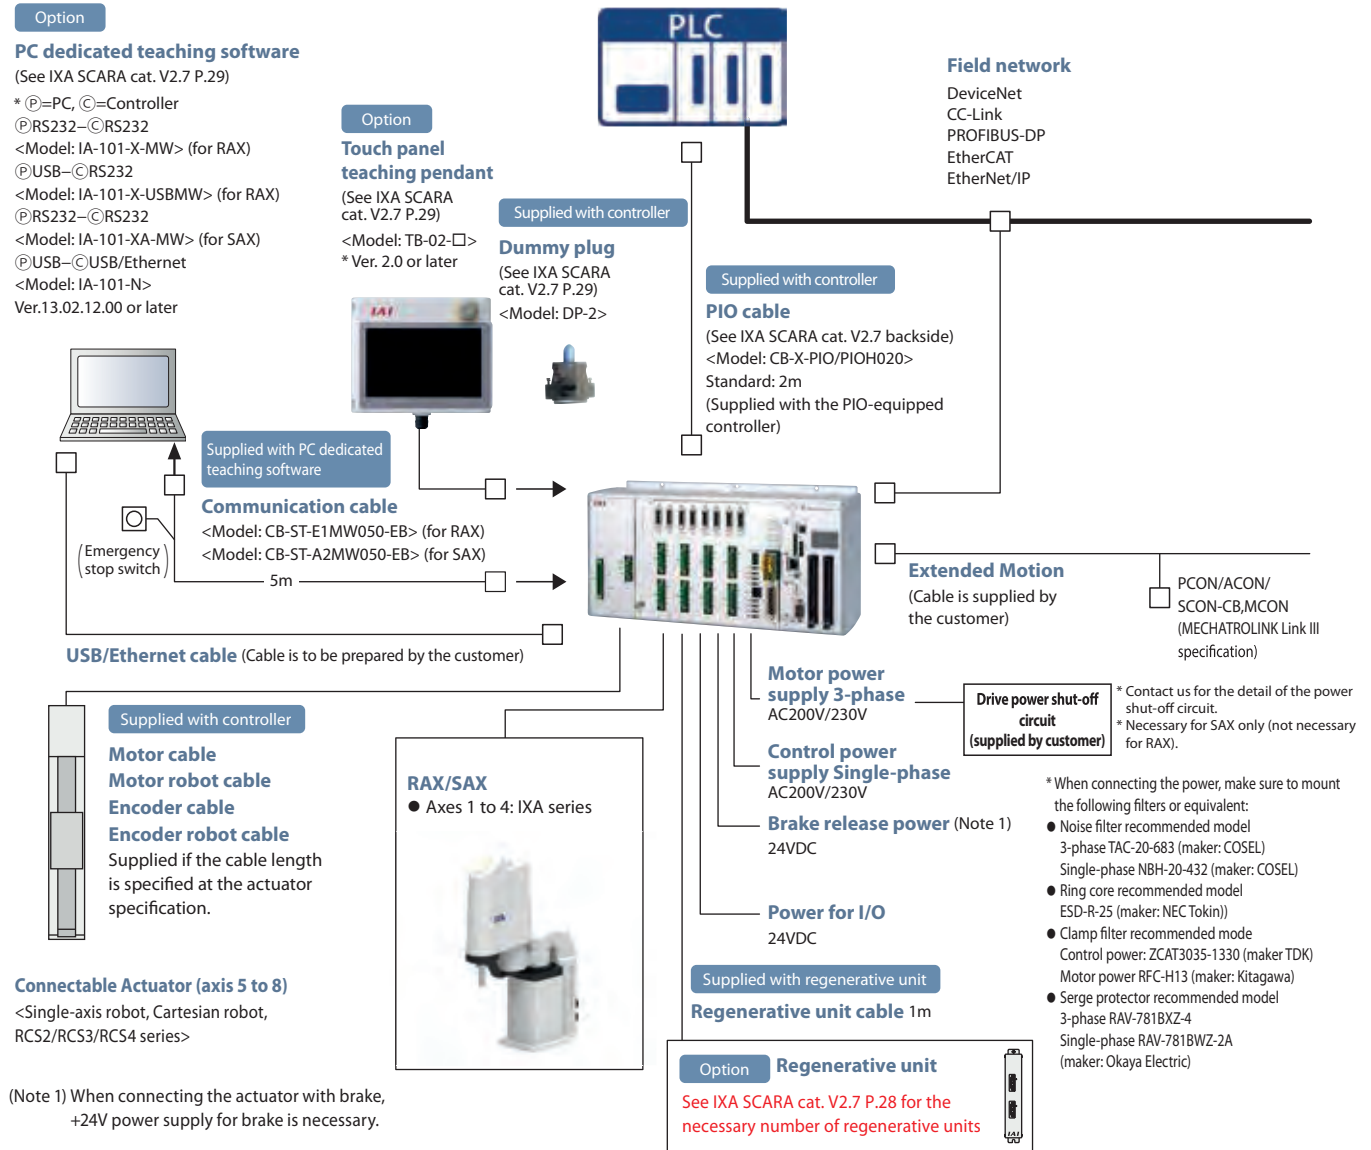 Option
PC dedicated teaching software
(See IXA SCARA cat. V2.7 P.29)
* Ⓟ=PC, Ⓒ=Controller
ⓅRS232–ⒸRS232
<Model: IA-101-X-MW> (for RAX)
ⓅUSB–ⒸRS232
<Model: IA-101-X-USBMW> (for RAX)
ⓅRS232–ⒸRS232
<Model: IA-101-XA-MW> (for SAX)
ⓅUSB–ⒸUSB/Ethernet
<Model: IA-101-N>
Ver.13.02.12.00 or later
Option
Touch panel
teaching pendant
(See IXA SCARA
cat. V2.7 P.29)
<Model: TB-02-□>
* Ver. 2.0 or later
IAI
Supplied with controller
Dummy plug
(See IXA SCARA
cat. V2.7 P.29)
<Model: DP-2>
PLC
Field network
DeviceNet
CC-Link
PROFIBUS-DP
EtherCAT
EtherNet/IP
Supplied with controller
PIO cable
(See IXA SCARA cat. V2.7 backside)
<Model: CB-X-PIO/PIOH020>
Standard: 2m
(Supplied with the PIO-equipped
controller)
Supplied with PC dedicated
teaching software
Communication cable
<Model: CB-ST-E1MW050-EB> (for RAX)
<Model: CB-ST-A2MW050-EB> (for SAX)
(Emergency
stop switch)
5m
USB/Ethernet cable (Cable is to be prepared by the customer)
IAI
Extended Motion
(Cable is supplied by
the customer)
PCON/ACON/
SCON-CB,MCON
(MECHATROLINK Link III
specification)
Supplied with controller
Motor cable
Motor robot cable
Encoder cable
Encoder robot cable
Supplied if the cable length
is specified at the actuator
specification.
Connectable Actuator (axis 5 to 8)
<Single-axis robot, Cartesian robot,
RCS2/RCS3/RCS4 series>
(Note 1) When connecting the actuator with brake,
+24V power supply for brake is necessary.
RAX/SAX
● Axes 1 to 4: IXA series
Motor power
supply 3-phase
AC200V/230V
Drive power shut-off
circuit
(supplied by customer)
* Contact us for the detail of the power
shut-off circuit.
* Necessary for SAX only (not necessary
for RAX).
Control power
supply Single-phase
AC200V/230V
Brake release power (Note 1)
24VDC
Power for I/O
24VDC
Supplied with regenerative unit
Regenerative unit cable 1m
Option
Regenerative unit
See IXA SCARA cat. V2.7 P.28 for the
necessary number of regenerative units
IAI
* When connecting the power, make sure to mount
the following filters or equivalent:
● Noise filter recommended model
3-phase TAC-20-683 (maker: COSEL)
Single-phase NBH-20-432 (maker: COSEL)
● Ring core recommended model
ESD-R-25 (maker: NEC Tokin))
● Clamp filter recommended mode
Control power: ZCAT3035-1330 (maker TDK)
Motor power RFC-H13 (maker: Kitagawa)
● Serge protector recommended model
3-phase RAV-781BXZ-4
Single-phase RAV-781BWZ-2A
(maker: Okaya Electric)